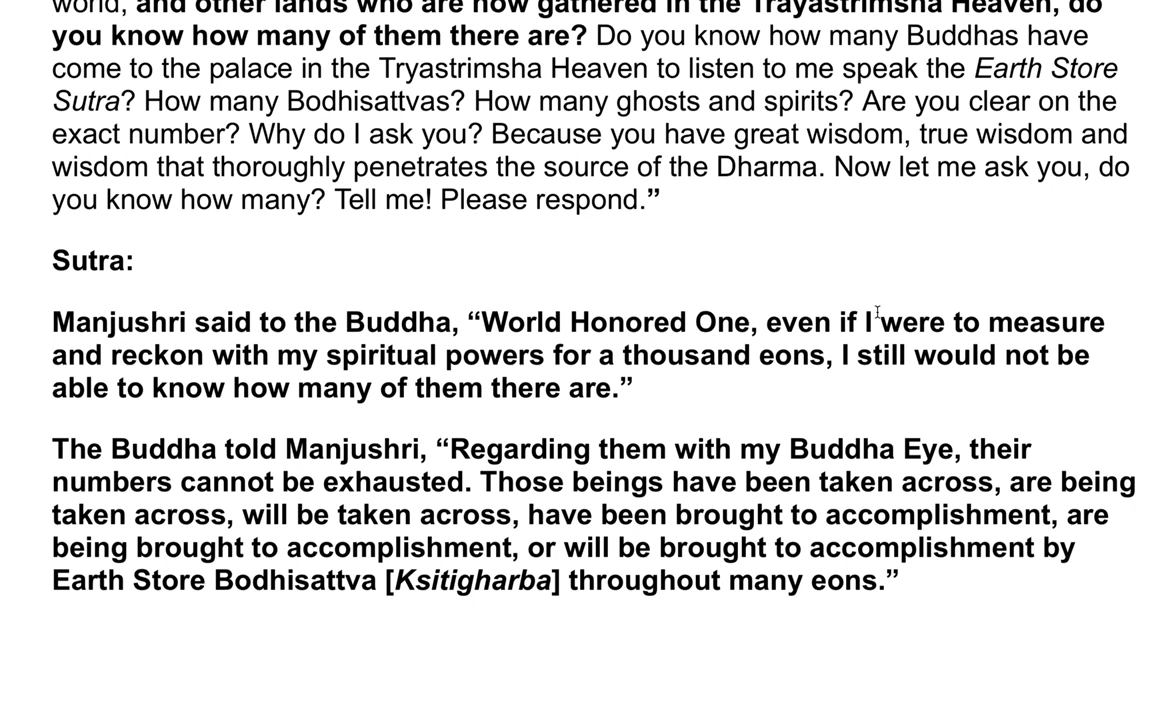 world, and other lands who are now gathered in the Trayastrimsha Heaven, do
you know how many of them there are? Do you know how many Buddhas have
come to the palace in the Tryastrimsha Heaven to listen to me speak the Earth Store
Sutra? How many Bodhisattvas? How many ghosts and spirits? Are you clear on the
exact number? Why do I ask you? Because you have great wisdom, true wisdom and
wisdom that thoroughly penetrates the source of the Dharma. Now let me ask you, do
you know how many? Tell me! Please respond.”
Sutra:
Manjushri said to the Buddha, “World Honored One, even if I were to measure
and reckon with my spiritual powers for a thousand eons, I still would not be
able to know how many of them there are.”
The Buddha told Manjushri, “Regarding them with my Buddha Eye, their
numbers cannot be exhausted. Those beings have been taken across, are being
taken across, will be taken across, have been brought to accomplishment, are
being brought to accomplishment, or will be brought to accomplishment by
Earth Store Bodhisattva [Ksitigharba] throughout many eons.”